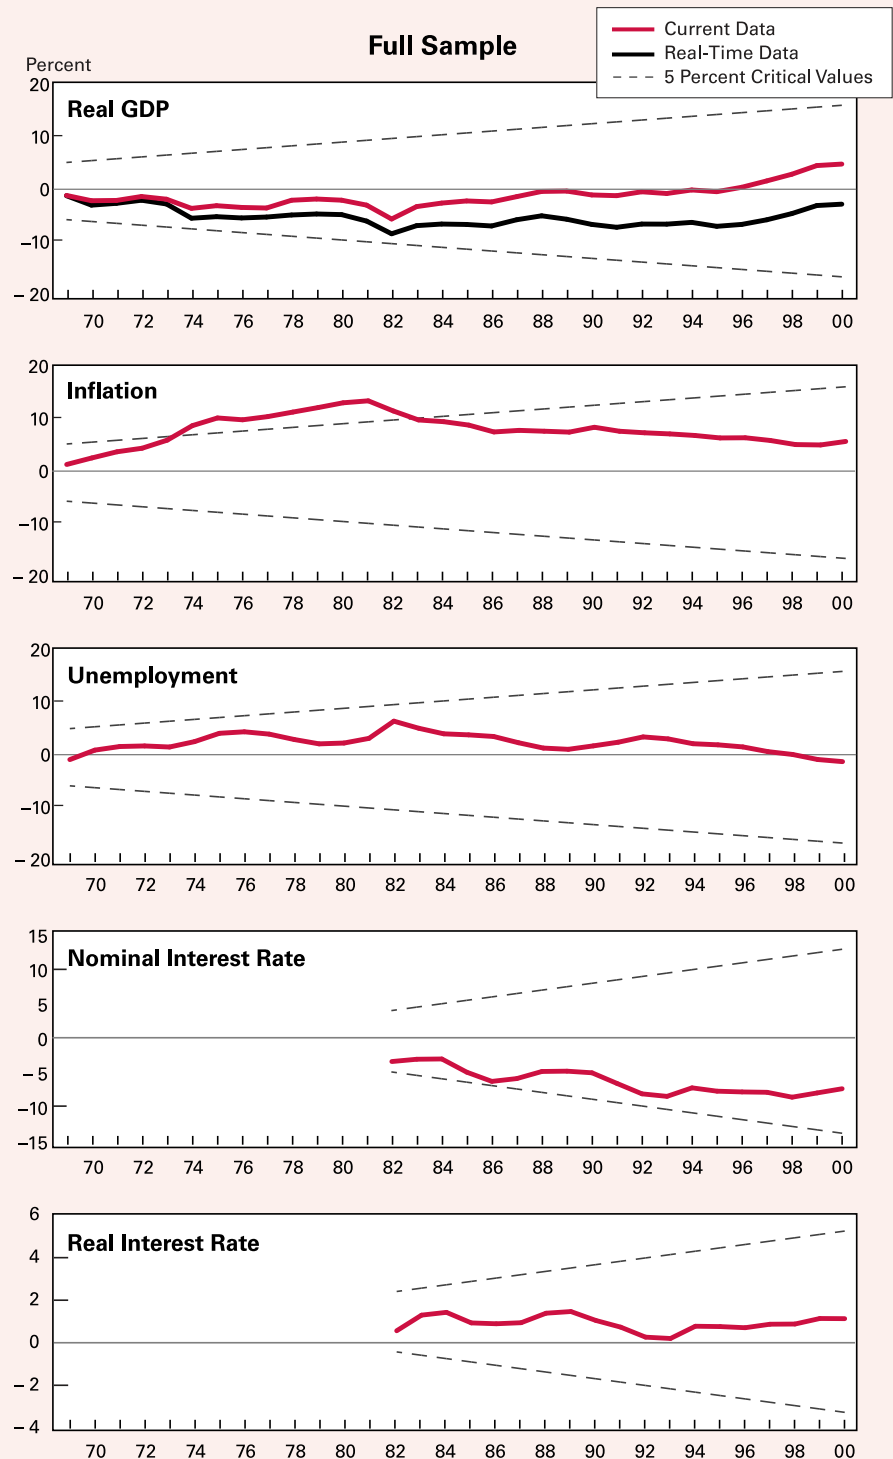 Full Sample
Current Data
Real-Time Data
5 Percent Critical Values
Percent
Real GDP
20
10
0
−10
− 20
70 72 74 76 78 80 82 84 86 88 90 92 94 96 98 00
Inflation
20
10
0
−10
− 20
70 72 74 76 78 80 82 84 86 88 90 92 94 96 98 00
Unemployment
20
10
0
−10
− 20
70 72 74 76 78 80 82 84 86 88 90 92 94 96 98 00
Nominal Interest Rate
15
10
5
0
−5
−10
−15
70 72 74 76 78 80 82 84 86 88 90 92 94 96 98 00
Real Interest Rate
6
4
2
0
− 2
− 4
70 72 74 76 78 80 82 84 86 88 90 92 94 96 98 00